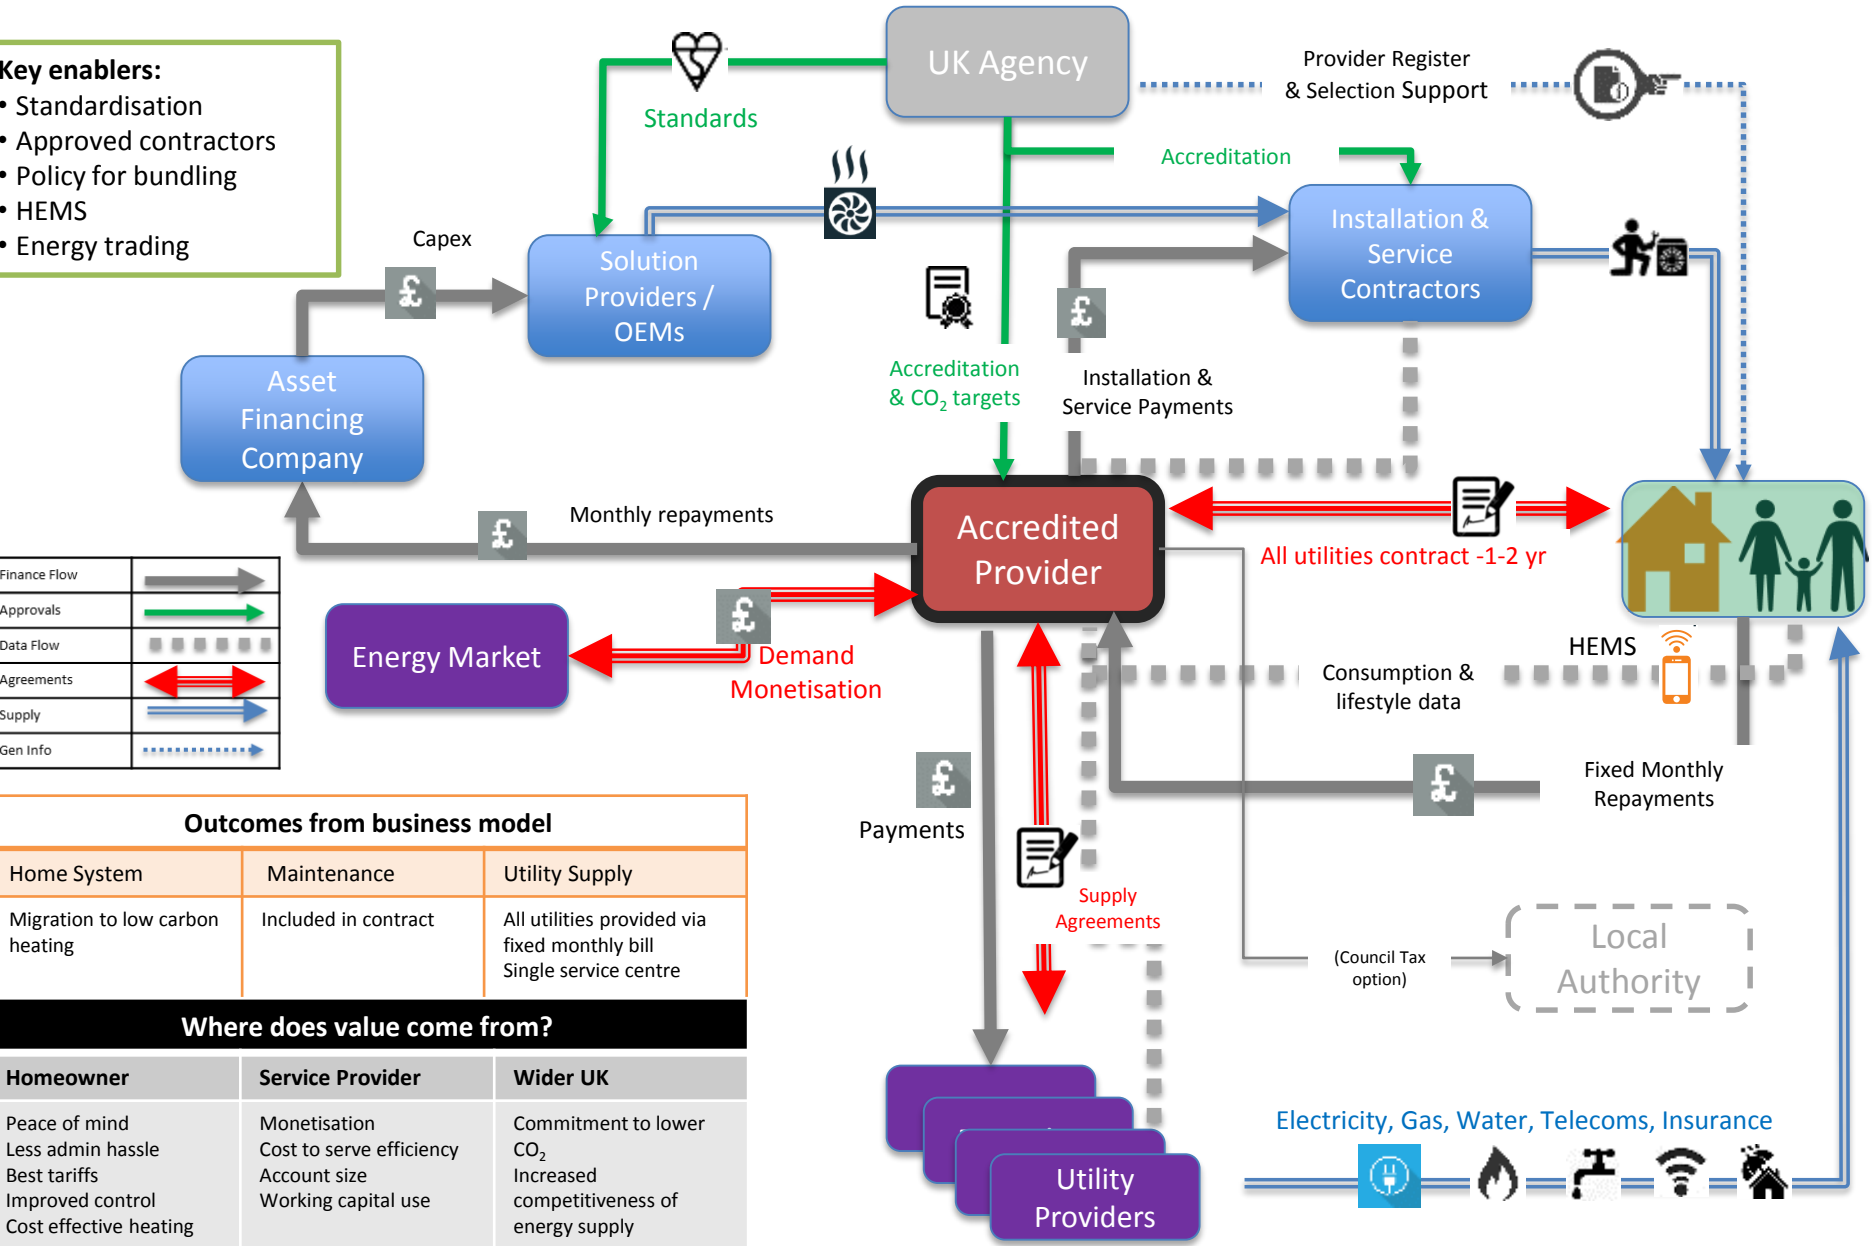 UK Agency
Provider Register
& Selection Support
Key enablers:
• Standardisation
• Approved contractors
• Policy for bundling
• HEMS
• Energy trading
Standards
Accreditation
Capex
Solution
Providers /
OEMs
Installation &
Service
Contractors
£
£
Asset
Financing
Company
Accreditation
& CO₂ targets
Installation &
Service Payments
Monthly repayments
£
Accredited
Provider
All utilities contract -1-2 yr
Finance Flow
Approvals
Data Flow
Agreements
Supply
Gen Info
Energy Market
£
Demand
Monetisation
HEMS
Consumption &
lifestyle data
£
Payments
£
Fixed Monthly
Repayments
Supply
Agreements
(Council Tax
option)
Local
Authority
Outcomes from business model
Home System
Maintenance
Utility Supply
Migration to low carbon
heating
Included in contract
All utilities provided via
fixed monthly bill
Single service centre
Where does value come from?
Homeowner
Service Provider
Wider UK
Peace of mind
Less admin hassle
Best tariffs
Improved control
Cost effective heating
Monetisation
Cost to serve efficiency
Account size
Working capital use
Commitment to lower
CO₂
Increased
competitiveness of
energy supply
Utility
Providers
Electricity, Gas, Water, Telecoms, Insurance